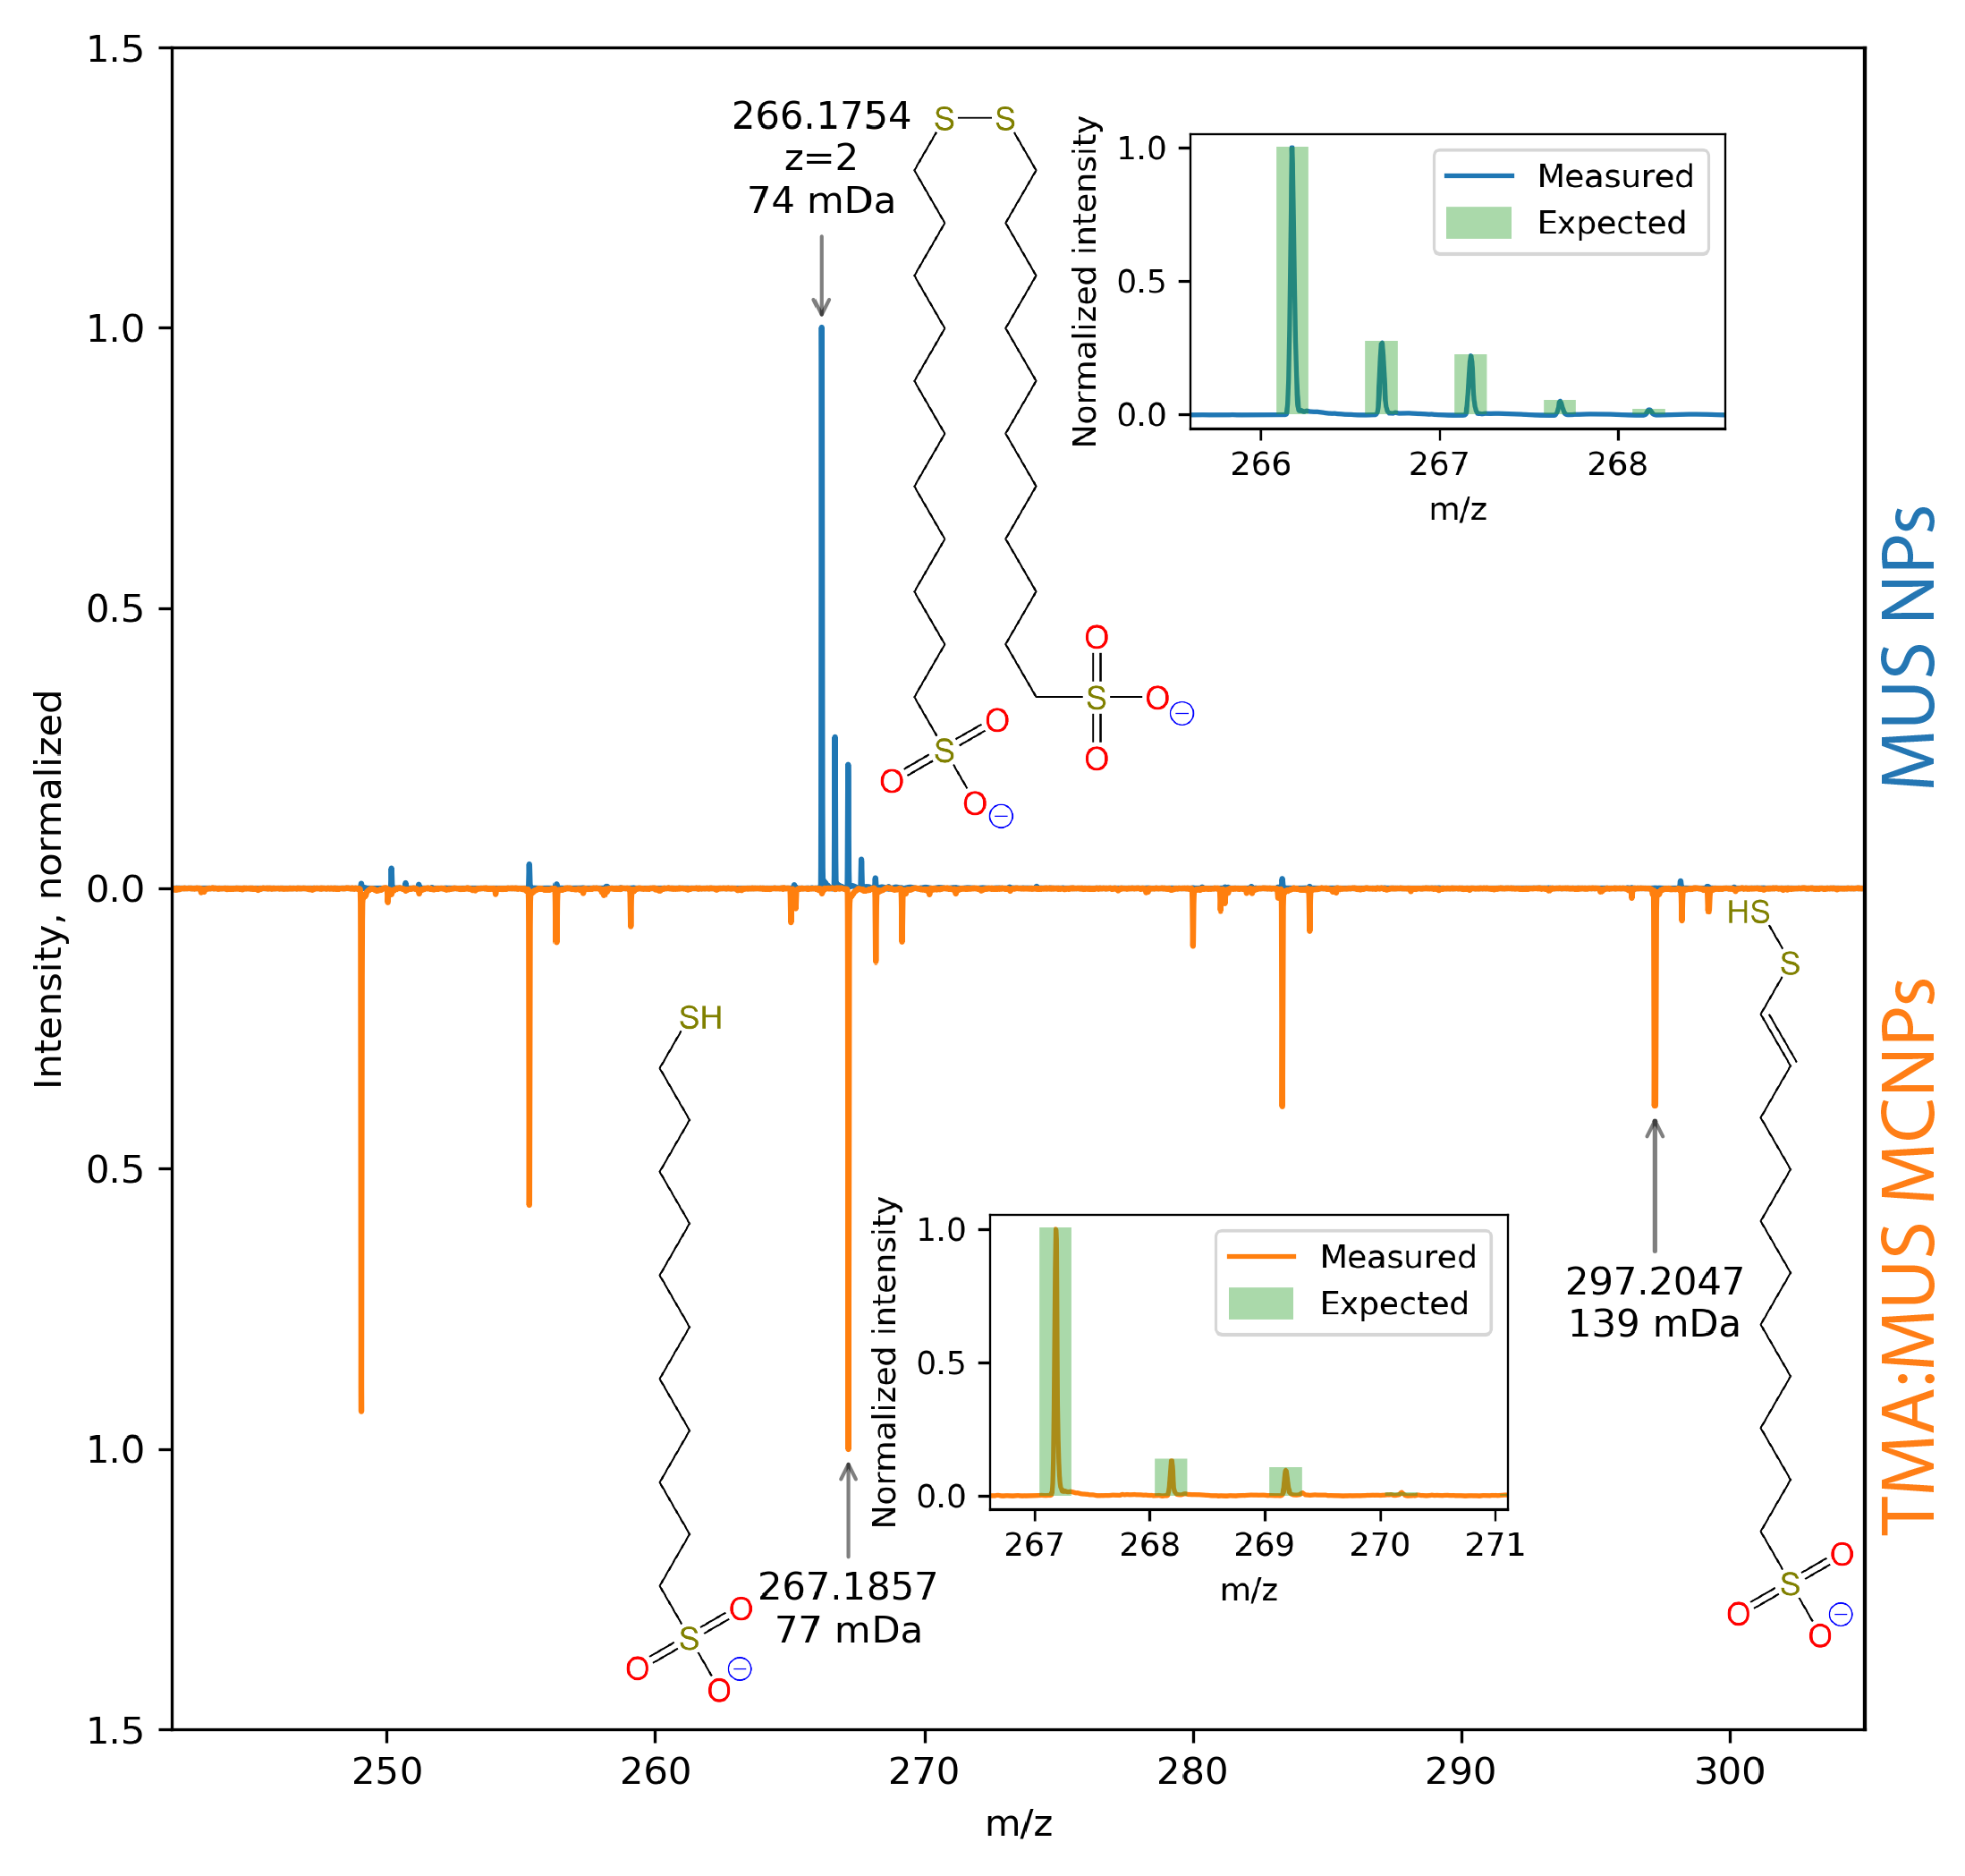 1.5
1.0
0.5
0.0
0.5
1.0
1.5
Intensity, normalized
250
260
270
280
290
300
m/z
MUS NPs
TMA:MUS MCNPs
266.1754
z=2
74 mDa
S
S
S
O
O
O
−
S
O
O
O
−
Normalized intensity
1.0
0.5
0.0
Measured
Expected
266
267
268
m/z
SH
S
O
O
O
−
267.1857
77 mDa
Normalized intensity
1.0
0.5
0.0
Measured
Expected
267
268
269
270
271
m/z
297.2047
139 mDa
HS
S
S
O
O
O
−